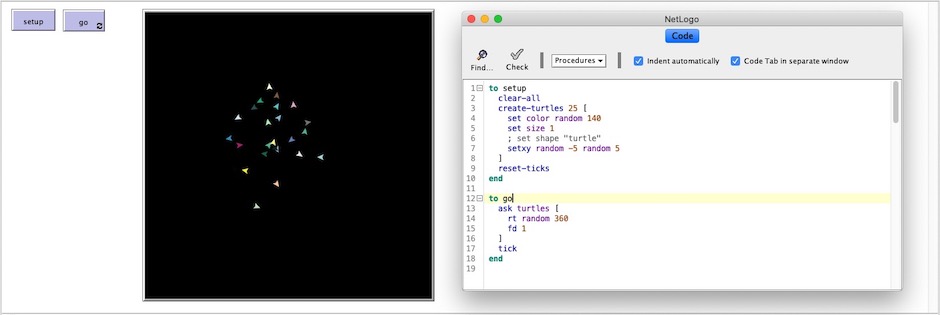 setup
go
NetLogo
Code
Find...
Check
Procedures
Indent automatically
Code Tab in separate window
1 to setup
2 clear-all
3 create-turtles 25 [
4 set color random 140
5 set size 1
6 ; set shape "turtle"
7 setxy random -5 random 5
8 ]
9 reset-ticks
10 end
11
12 to go
13 ask turtles [
14 rt random 360
15 fd 1
16 ]
17 tick
18 end
19